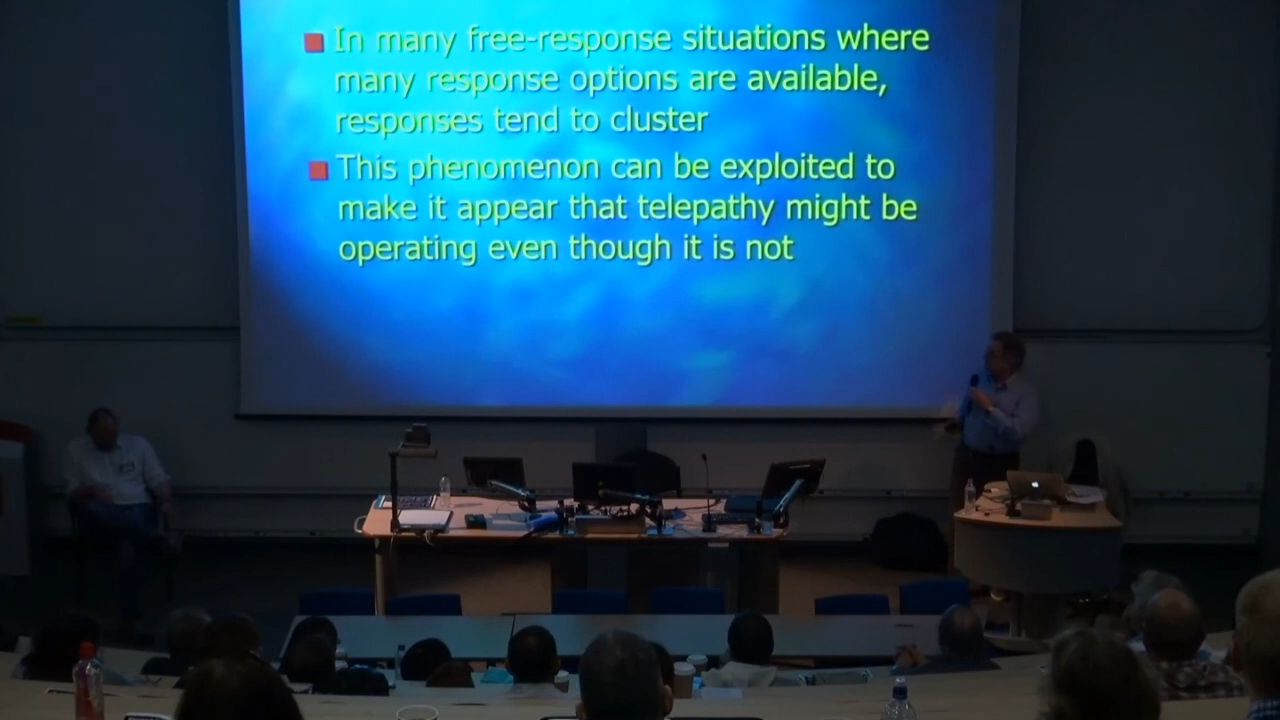 In many free-response situations where
many response options are available,
responses tend to cluster
This phenomenon can be exploited to
make it appear that telepathy might be
operating even though it is not